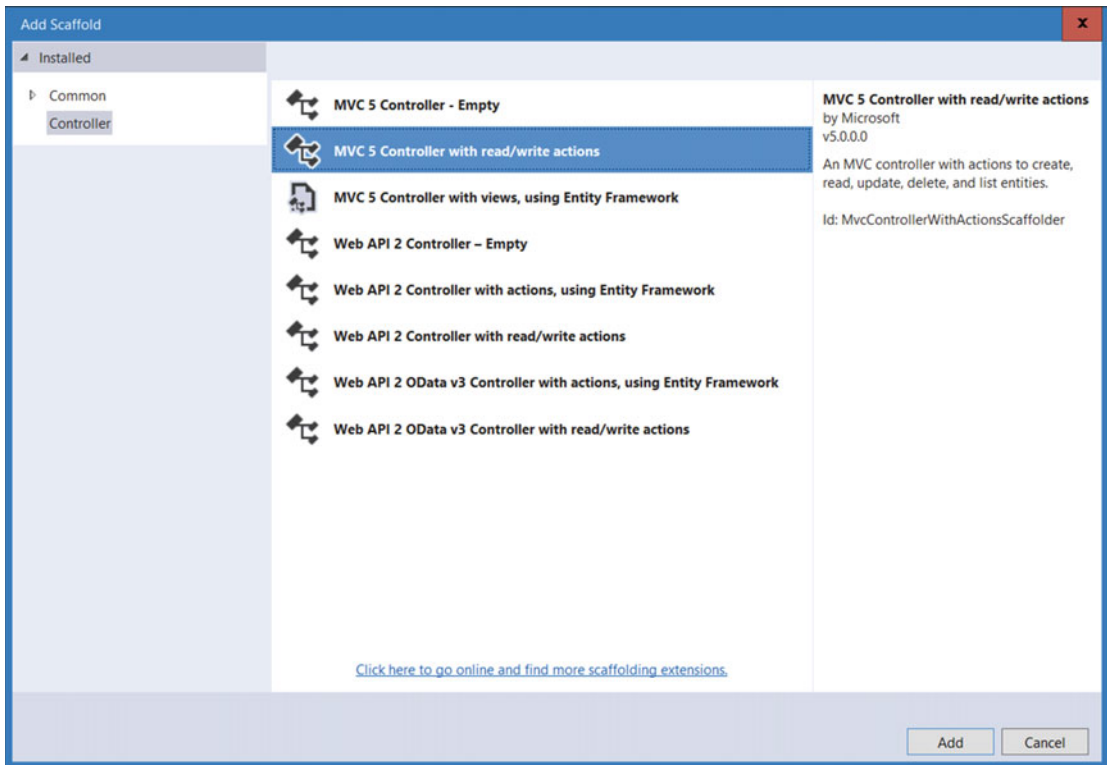 Add Scaffold
x
Installed
Common
Controller
MVC 5 Controller - Empty
MVC 5 Controller with read/write actions
MVC 5 Controller with views, using Entity Framework
Web API 2 Controller – Empty
Web API 2 Controller with actions, using Entity Framework
Web API 2 Controller with read/write actions
Web API 2 OData v3 Controller with actions, using Entity Framework
Web API 2 OData v3 Controller with read/write actions
Click here to go online and find more scaffolding extensions.
MVC 5 Controller with read/write actions
by Microsoft
v5.0.0.0
An MVC controller with actions to create,
read, update, delete, and list entities.
Id: MvcControllerWithActionsScaffolder
Add
Cancel